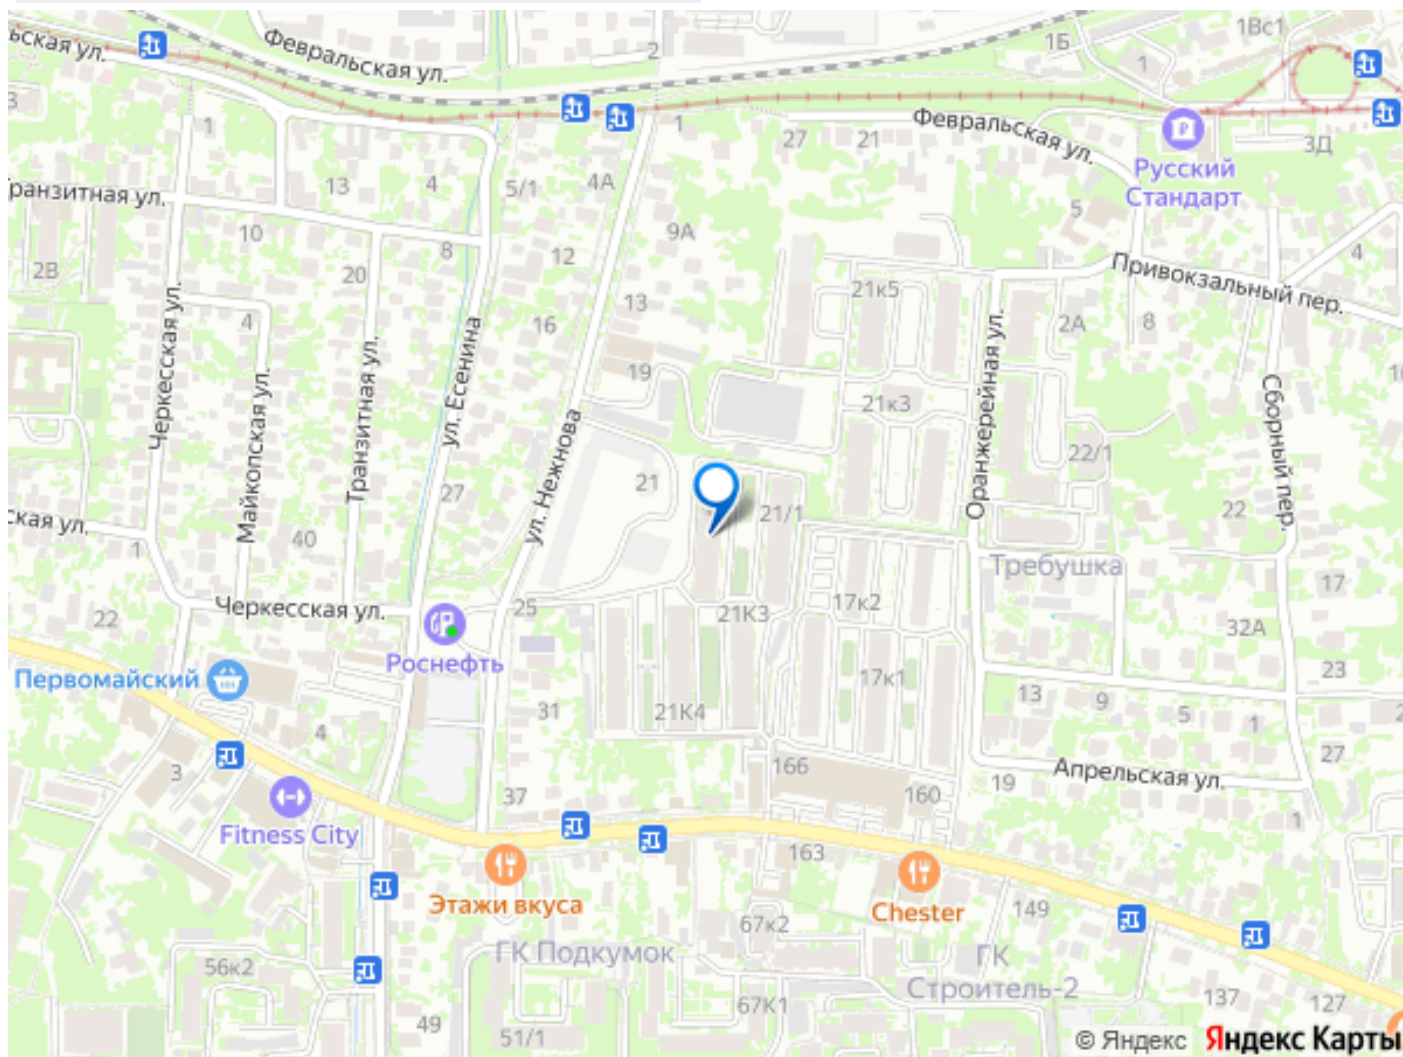 ьская ул.
Февральская ул.
2
1Б
1Вс1
1
3
1
1
27
21
Февральская ул.
3Д
Русский
Стандарт
ранзитная ул.
13
4
5/1
4А
9А
5
10
8
12
4
2В
20
13
21к5
Привокзальный пер.
4
16
2А
8
Черкесская ул.
Майкопская ул.
Транзитная ул.
ул. Есенина
ул. Нежнова
19
21к3
Оранжерейная ул.
Сборный пер.
22/1
27
21
21/1
22
ская ул.
1
40
Требушка
17
22
Черкесская ул.
25
21К3
17к2
32А
Роснефть
Первомайский
23
17к1
13
9
5
1
2
31
21К4
4
27
3
166
19
Апрельская ул.
160
37
1
Fitness City
163
Этажи вкуса
Chester
149
67к2
ГК Подкумок
ГК
Строитель-2
56к2
67К1
137
127
49
51/1
© Яндекс Яндекс Карты